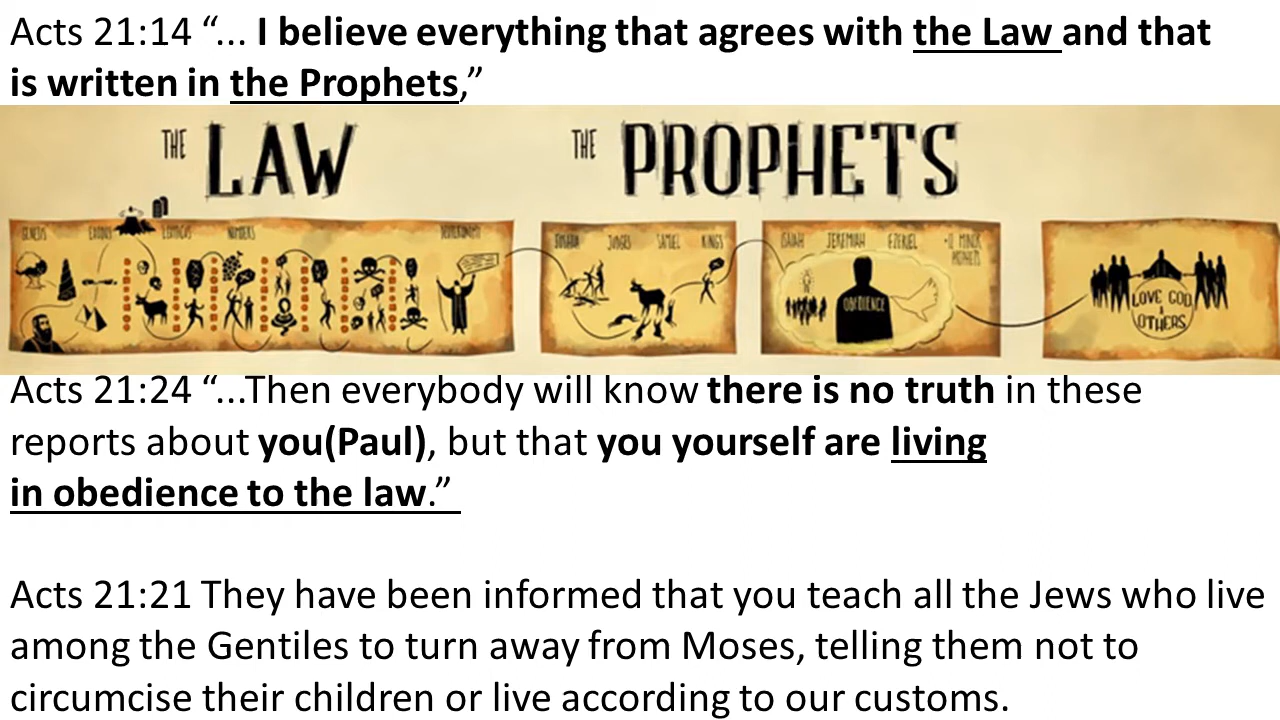 Acts 21:14 “... I believe everything that agrees with the Law and that
is written in the Prophets,”
THE LAW THE PROPHETS
GENESIS EXODUS LEVITICUS NUMBERS DEUTERONOMY JOSHUA JUDGES SAMUEL KINGS ISAIAH JEREMIAH EZEKIEL MINOR
PROPHETS
OBEDIENCE
LOVE GOD
OTHERS
Acts 21:24 “...Then everybody will know there is no truth in these
reports about you(Paul), but that you yourself are living
in obedience to the law.”
Acts 21:21 They have been informed that you teach all the Jews who live
among the Gentiles to turn away from Moses, telling them not to
circumcise their children or live according to our customs.